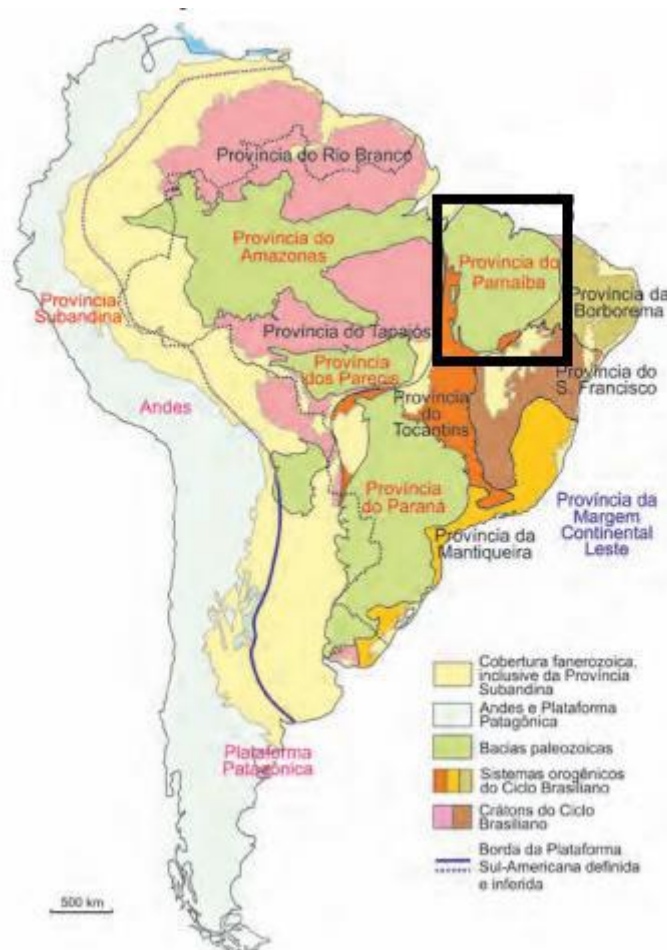 Província do Rio Branco
Província do
Amazonas
Província do
Parnaíba
Província
Subandina
Província da
Borborema
Província do Tapajós
Província
dos Parecis
Província do
S. Francisco
Andes
Província
do
Tocantins
Província
do Paraná
Província da
Margem
Continental
Leste
Província da
Mantiqueira
Plataforma
Patagônica
Cobertura fanerozoica,
inclusive da Província
Subandina
Andes e Plataforma
Patagônica
Bacias paleozoicas
Sistemas orogênicos
do Ciclo Brasiliano
Crátons do Ciclo
Brasiliano
Borda da Plataforma
Sul-Americana definida
e inferida
500 km